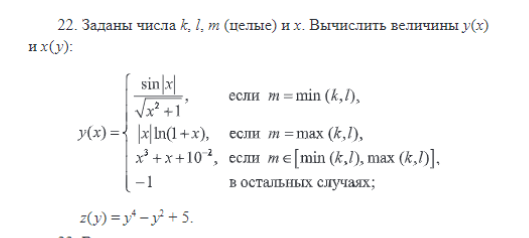 22. Заданы числа k, l, m (целые) и x. Вычислить величины y(x)
и x(y):
y(x) = { sin|x| / √(x² + 1), если m = min (k,l),
|x|ln(1+x), если m = max (k,l),
x³ + x + 10⁻², если m ∈ [min (k,l), max (k,l)],
−1 в остальных случаях;
z(y) = y⁴ − y² + 5.